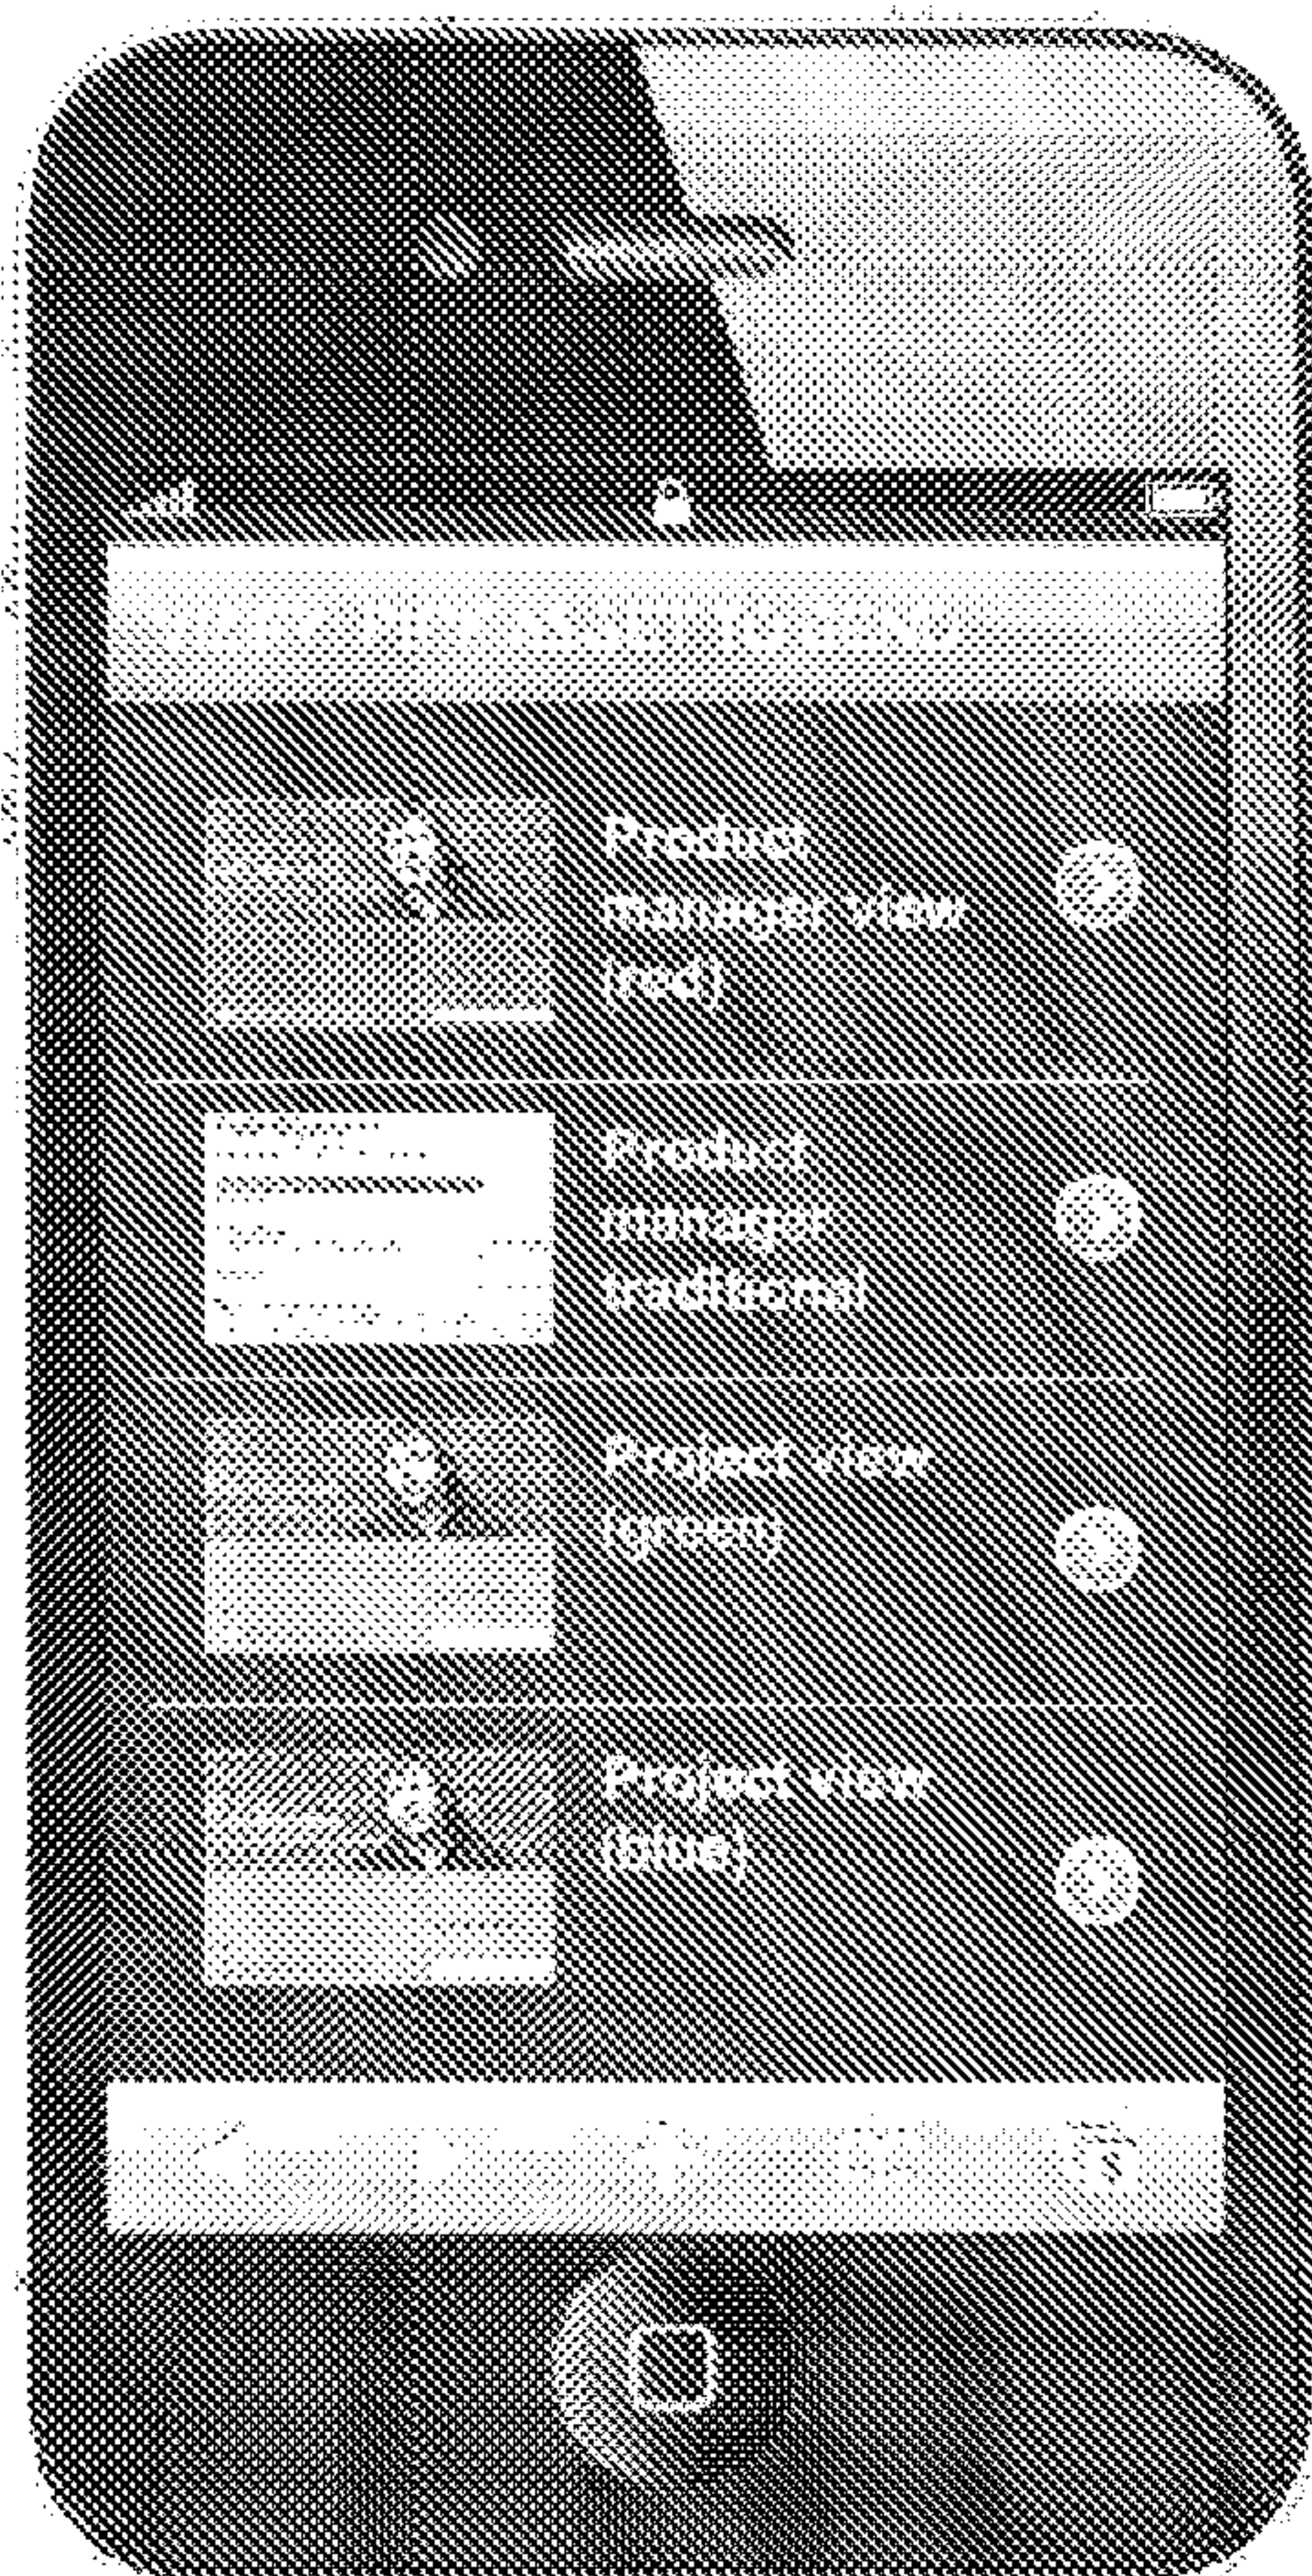 Product
manager view
(red)
Product
manager
traditional
Project view
(green)
Project view
(blue)